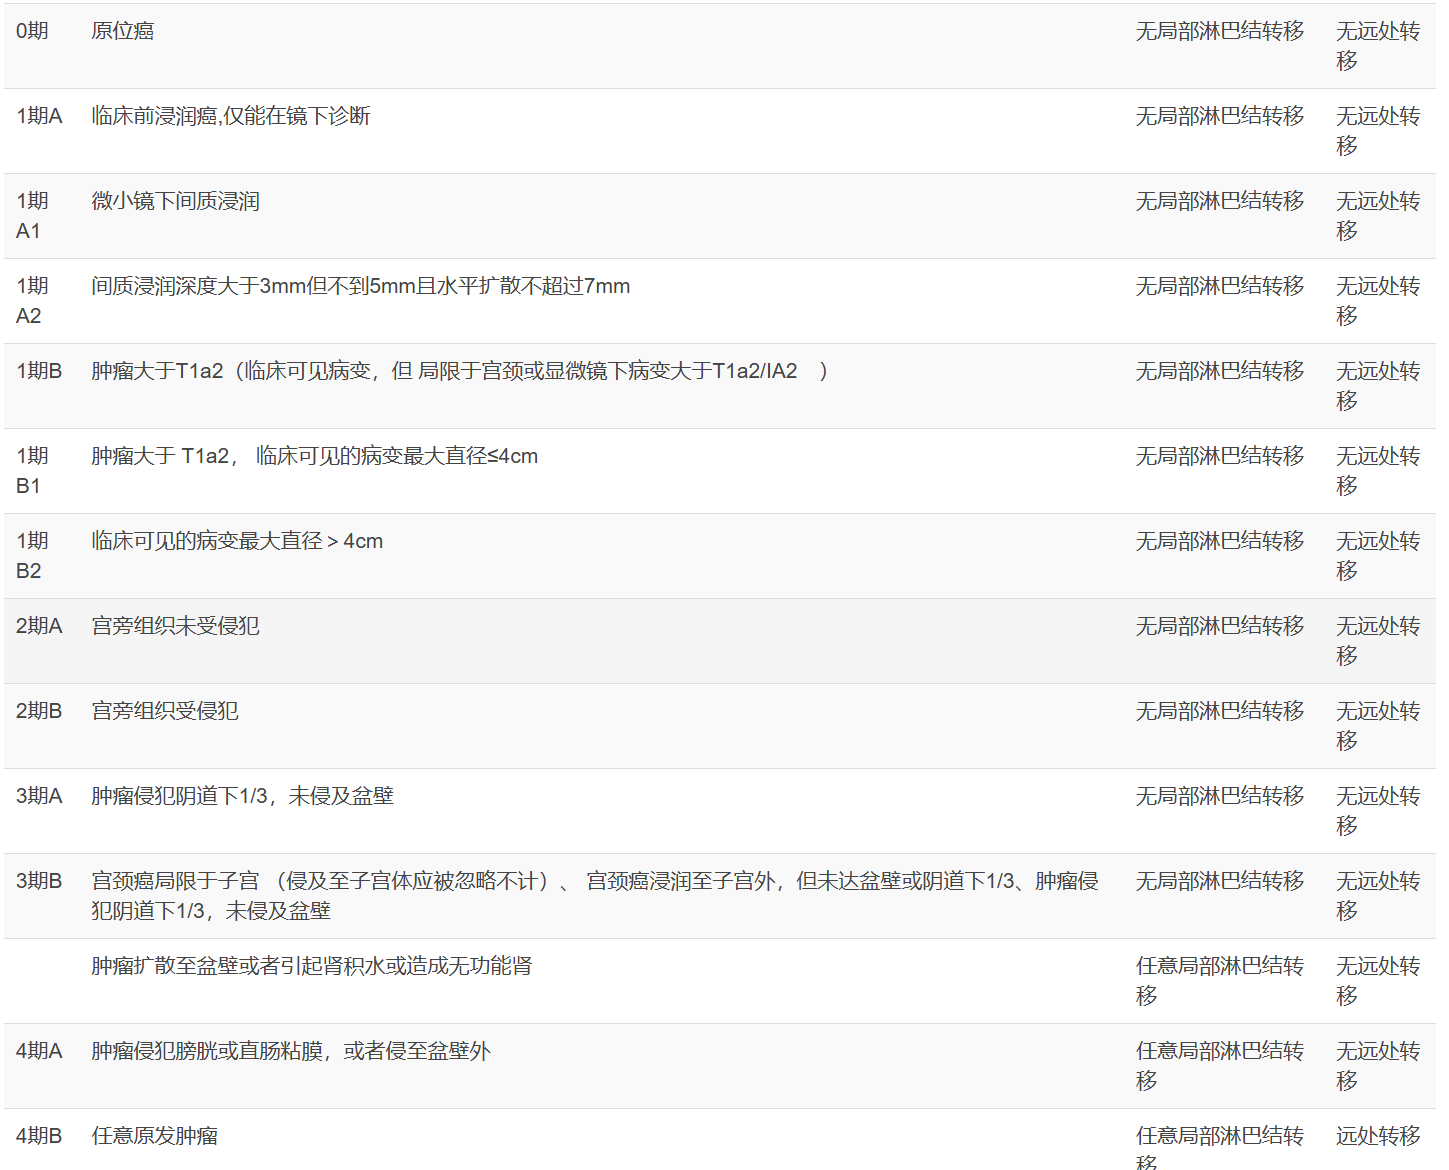 0期 原位癌 无局部淋巴结转移 无远处转
移
1期A 临床前浸润癌,仅能在镜下诊断 无局部淋巴结转移 无远处转
移
1期 微小镜下间质浸润 无局部淋巴结转移 无远处转
A1 移
1期 间质浸润深度大于3mm但不到5mm且水平扩散不超过7mm 无局部淋巴结转移 无远处转
A2 移
1期B 肿瘤大于T1a2（临床可见病变，但 局限于宫颈或显微镜下病变大于T1a2/IA2 ） 无局部淋巴结转移 无远处转
移
1期 肿瘤大于 T1a2， 临床可见的病变最大直径≤4cm 无局部淋巴结转移 无远处转
B1 移
1期 临床可见的病变最大直径＞4cm 无局部淋巴结转移 无远处转
B2 移
2期A 宫旁组织未受侵犯 无局部淋巴结转移 无远处转
移
2期B 宫旁组织受侵犯 无局部淋巴结转移 无远处转
移
3期A 肿瘤侵犯阴道下1/3，未侵及盆壁 无局部淋巴结转移 无远处转
移
3期B 宫颈癌局限于子宫 （侵及至子宫体应被忽略不计）、 宫颈癌浸润至子宫外，但未达盆壁或阴道下1/3、肿瘤侵 无局部淋巴结转移 无远处转
犯阴道下1/3，未侵及盆壁 移
肿瘤扩散至盆壁或者引起肾积水或造成无功能肾 任意局部淋巴结转 无远处转
移 移
4期A 肿瘤侵犯膀胱或直肠粘膜，或者侵至盆壁外 任意局部淋巴结转 无远处转
移 移
4期B 任意原发肿瘤 任意局部淋巴结转 远处转移
移